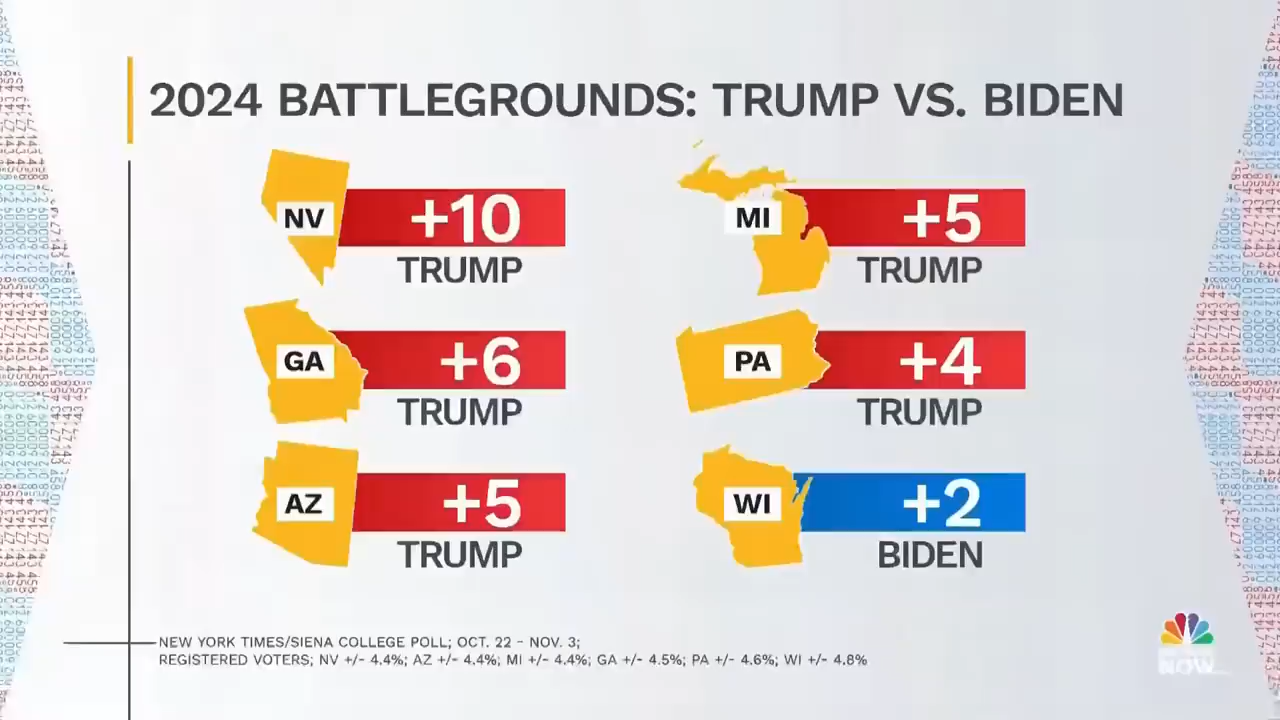 2024 BATTLEGROUNDS: TRUMP VS. BIDEN
NV +10
TRUMP
GA +6
TRUMP
AZ +5
TRUMP
MI +5
TRUMP
PA +4
TRUMP
WI +2
BIDEN
NEW YORK TIMES/SIENA COLLEGE POLL; OCT. 22 - NOV. 3;
REGISTERED VOTERS; NV +/- 4.4%; AZ +/- 4.4%; MI +/- 4.4%; GA +/- 4.5%; PA +/- 4.6%; WI +/- 4.8%
NOW